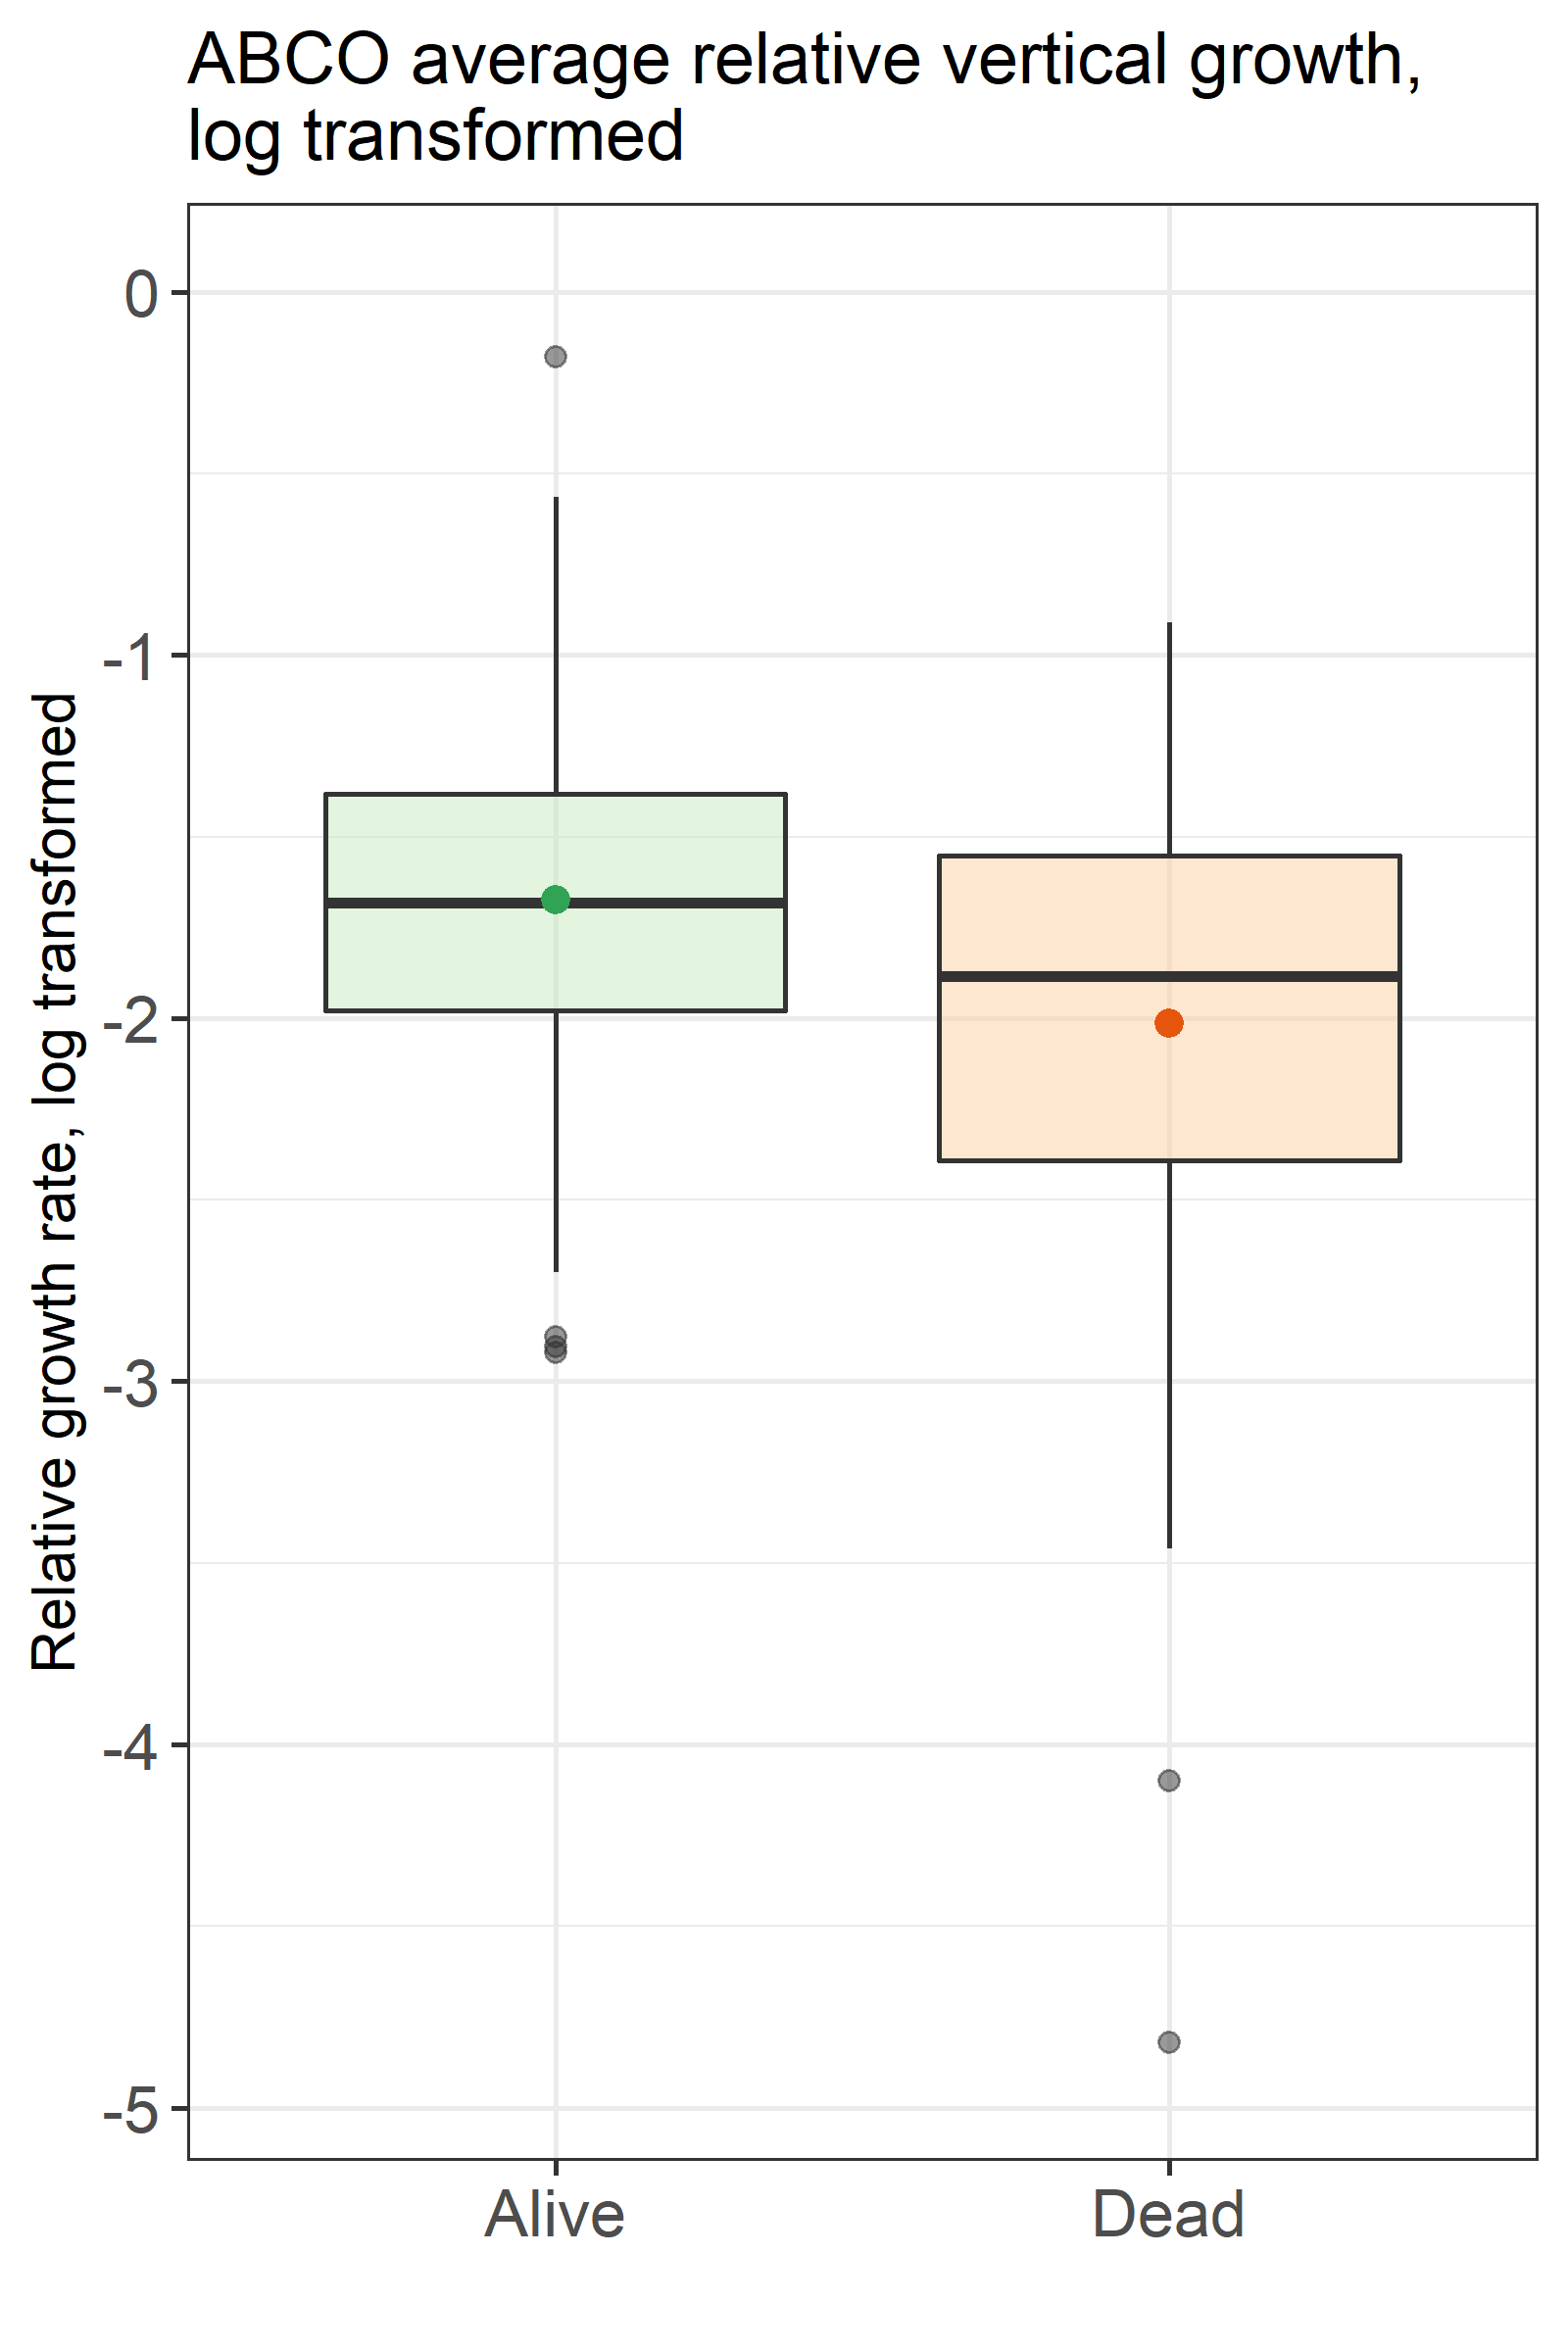 ABCO average relative vertical growth,
log transformed
Relative growth rate, log transformed
0
-1
-2
-3
-4
-5
Alive
Dead